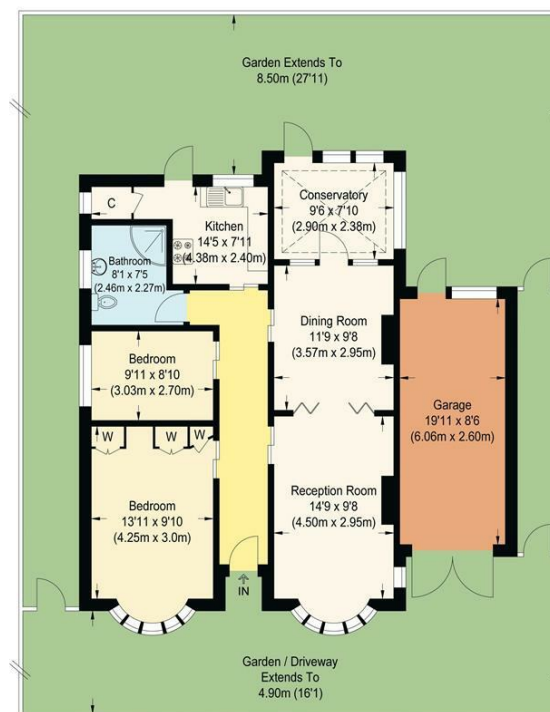 Garden Extends To
8.50m (27'11)
Conservatory
9'6 x 7'10
(2.90m x 2.38m)
C
Kitchen
14'5 x 7'11
(4.38m x 2.40m)
Bathroom
8'1 x 7'5
(2.46m x 2.27m)
Dining Room
11'9 x 9'8
(3.57m x 2.95m)
Bedroom
9'11 x 8'10
(3.03m x 2.70m)
Garage
19'11 x 8'6
(6.06m x 2.60m)
W
W
W
Bedroom
13'11 x 9'10
(4.25m x 3.0m)
Reception Room
14'9 x 9'8
(4.50m x 2.95m)
IN
Garden / Driveway
Extends To
4.90m (16'1)